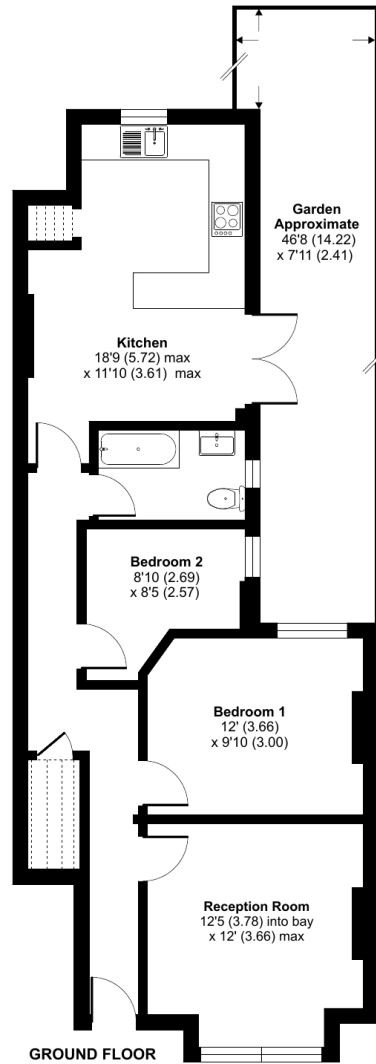 Garden
Approximate
46'8 (14.22)
x 7'11 (2.41)
Kitchen
18'9 (5.72) max
x 11'10 (3.61) max
Bedroom 2
8'10 (2.69)
x 8'5 (2.57)
Bedroom 1
12' (3.66)
x 9'10 (3.00)
Reception Room
12'5 (3.78) into bay
x 12' (3.66) max
GROUND FLOOR